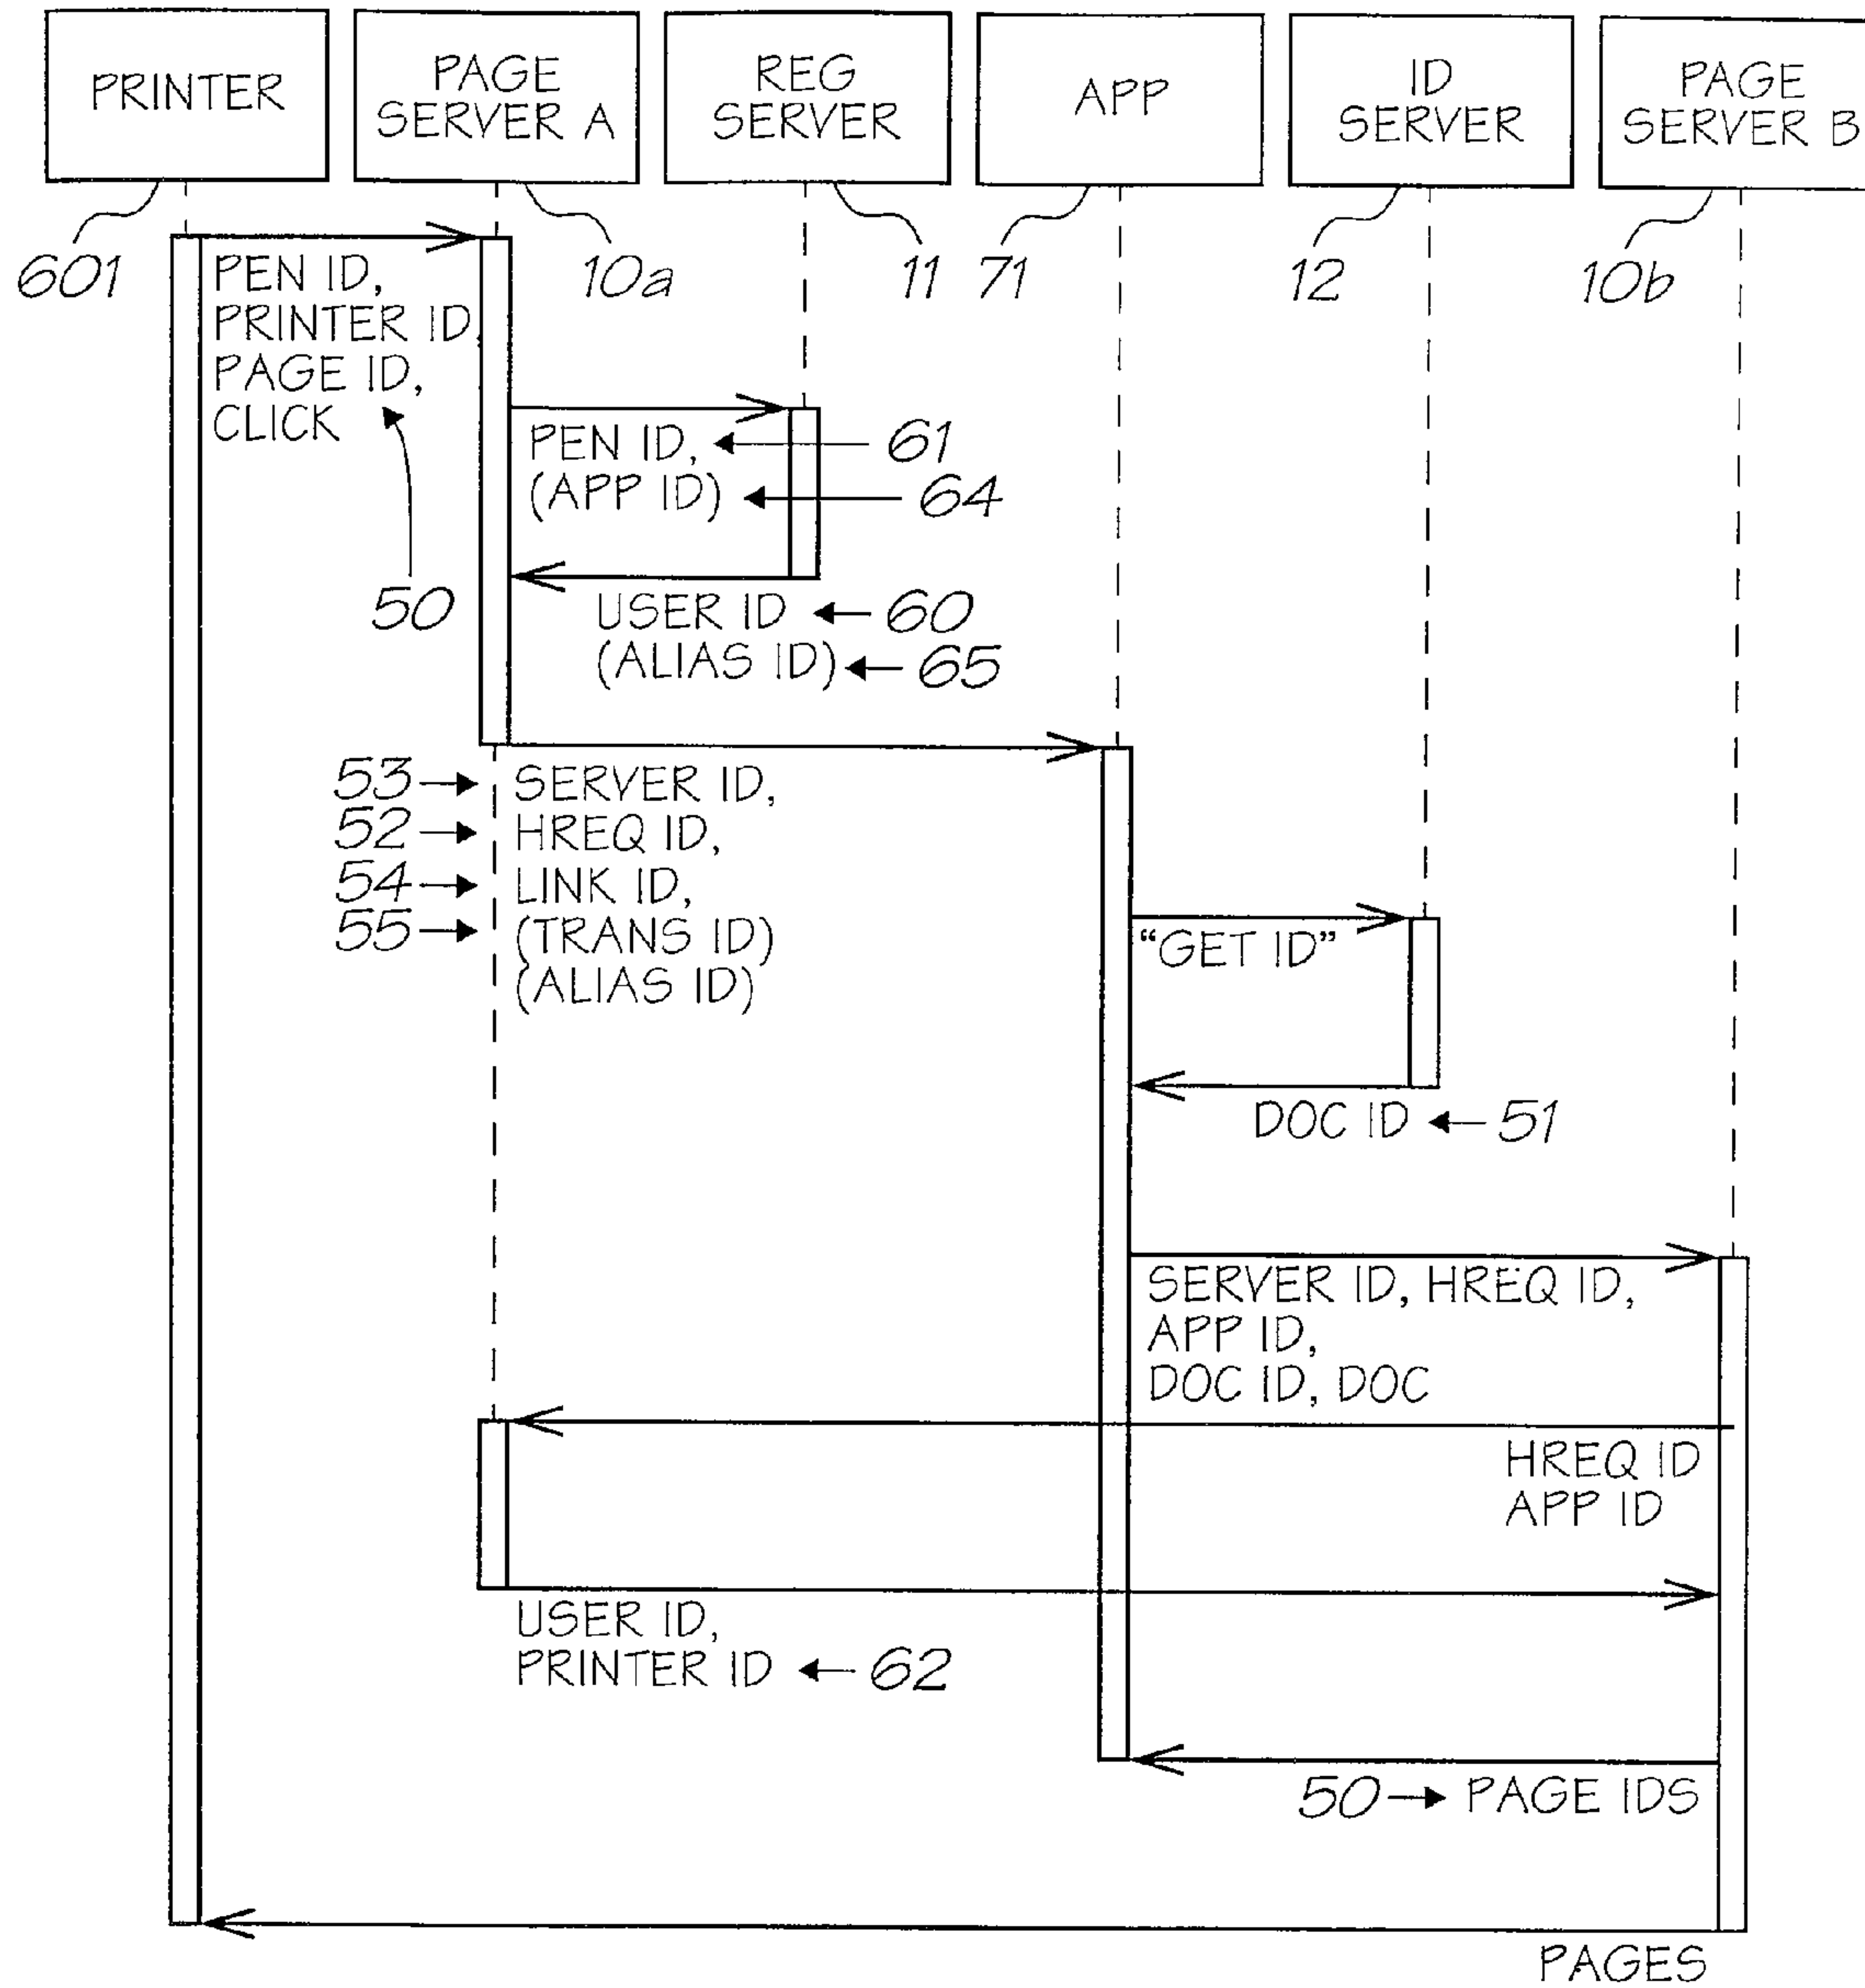 PRINTER
PAGE
SERVER A
REG
SERVER
APP
ID
SERVER
PAGE
SERVER B
601
10a
11
71
12
10b
PEN ID,
PRINTER ID
PAGE ID,
CLICK
50
PEN ID,
61
(APP ID)
64
USER ID
60
(ALIAS ID)
65
53
SERVER ID,
52
HREQ ID,
54
LINK ID,
55
(TRANS ID)
(ALIAS ID)
"GET ID"
DOC ID
51
SERVER ID, HREQ ID,
APP ID,
DOC ID, DOC
HREQ ID
APP ID
USER ID,
PRINTER ID
62
50
PAGE IDS
PAGES